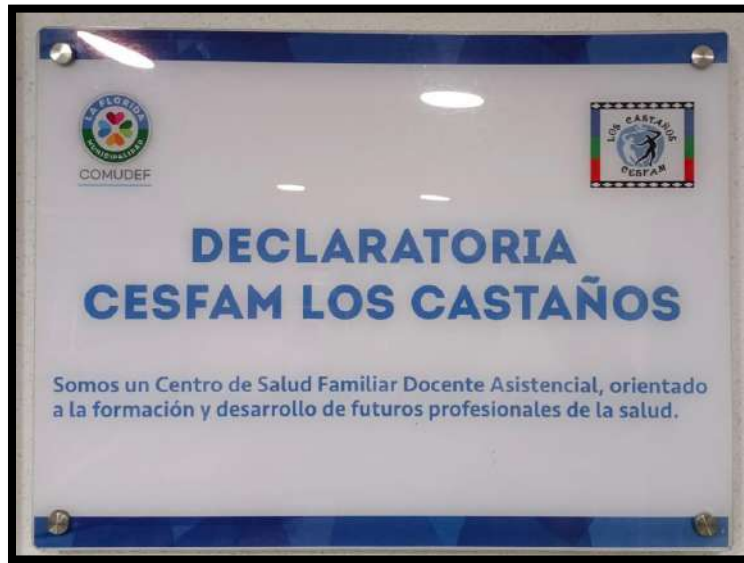 LA FLORIDA
MUNICIPALIDAD
COMUDEF
LOS CASTAÑOS
CESFAM
DECLARATORIA
CESFAM LOS CASTAÑOS
Somos un Centro de Salud Familiar Docente Asistencial, orientado
a la formación y desarrollo de futuros profesionales de la salud.